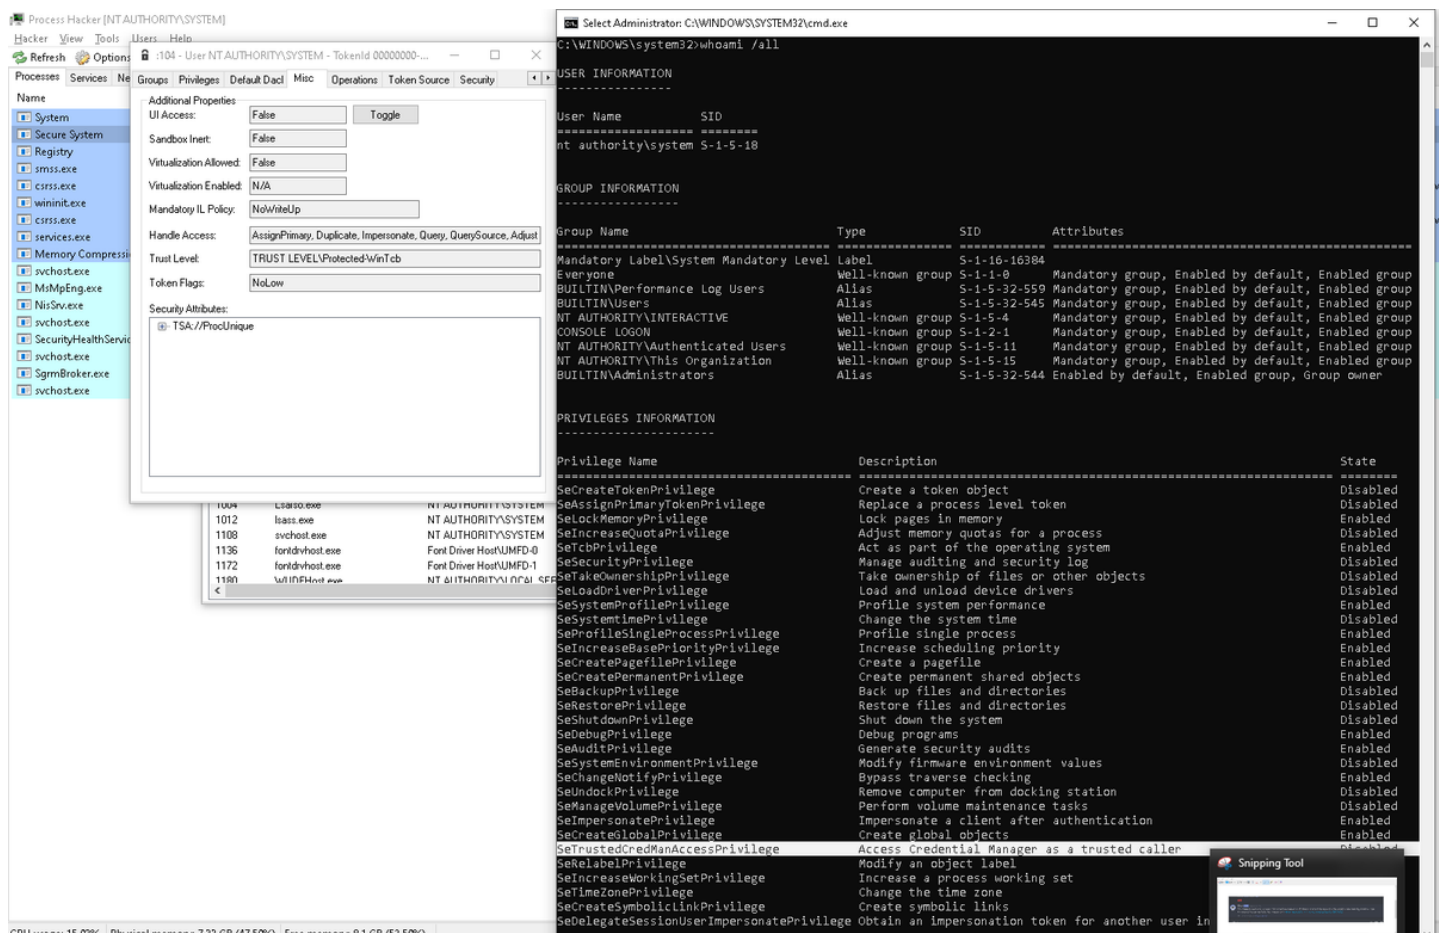 Process Hacker [NT AUTHORITY\SYSTEM]
Hacker View Tools Users Help
Refresh Options
Processes Services Ne
Name
System
Secure System
Registry
smss.exe
csrss.exe
wininit.exe
csrss.exe
services.exe
Memory Compressi
svchost.exe
MsMpEng.exe
NisSrv.exe
svchost.exe
SecurityHealthServic
svchost.exe
SgrmBroker.exe
svchost.exe
:104 - User NT AUTHORITY\SYSTEM - TokenId 00000000-...
Groups Privileges Default Dacl Misc Operations Token Source Security
Additional Properties
UI Access: False Toggle
Sandbox Inert: False
Virtualization Allowed: False
Virtualization Enabled: N/A
Mandatory IL Policy: NoWriteUp
Handle Access: AssignPrimary, Duplicate, Impersonate, Query, QuerySource, Adjust
Trust Level: TRUST LEVEL\Protected-WinTcb
Token Flags: NoLow
Security Attributes:
TSA://ProcUnique
1004 LsaIso.exe NT AUTHORITY\SYSTEM
1012 lsass.exe NT AUTHORITY\SYSTEM
1108 svchost.exe NT AUTHORITY\SYSTEM
1136 fontdrvhost.exe Font Driver Host\UMFD-0
1172 fontdrvhost.exe Font Driver Host\UMFD-1
1180 WUDFHost.exe NT AUTHORITY\LOCAL SER
Select Administrator: C:\WINDOWS\SYSTEM32\cmd.exe
C:\WINDOWS\system32>whoami /all
USER INFORMATION
----------------
User Name SID
=================== ========
nt authority\system S-1-5-18
GROUP INFORMATION
-----------------
Group Name Type SID Attributes
Mandatory Label\System Mandatory Level Label S-1-16-16384
Everyone Well-known group S-1-1-0 Mandatory group, Enabled by default, Enabled group
BUILTIN\Performance Log Users Alias S-1-5-32-559 Mandatory group, Enabled by default, Enabled group
BUILTIN\Users Alias S-1-5-32-545 Mandatory group, Enabled by default, Enabled group
NT AUTHORITY\INTERACTIVE Well-known group S-1-5-4 Mandatory group, Enabled by default, Enabled group
CONSOLE LOGON Well-known group S-1-2-1 Mandatory group, Enabled by default, Enabled group
NT AUTHORITY\Authenticated Users Well-known group S-1-5-11 Mandatory group, Enabled by default, Enabled group
NT AUTHORITY\This Organization Well-known group S-1-5-15 Mandatory group, Enabled by default, Enabled group
BUILTIN\Administrators Alias S-1-5-32-544 Enabled by default, Enabled group, Group owner
PRIVILEGES INFORMATION
----------------------
Privilege Name Description State
SeCreateTokenPrivilege Create a token object Disabled
SeAssignPrimaryTokenPrivilege Replace a process level token Disabled
SeLockMemoryPrivilege Lock pages in memory Enabled
SeIncreaseQuotaPrivilege Adjust memory quotas for a process Disabled
SeTcbPrivilege Act as part of the operating system Enabled
SeSecurityPrivilege Manage auditing and security log Disabled
SeTakeOwnershipPrivilege Take ownership of files or other objects Disabled
SeLoadDriverPrivilege Load and unload device drivers Disabled
SeSystemProfilePrivilege Profile system performance Enabled
SeSystemtimePrivilege Change the system time Disabled
SeProfileSingleProcessPrivilege Profile single process Enabled
SeIncreaseBasePriorityPrivilege Increase scheduling priority Enabled
SeCreatePagefilePrivilege Create a pagefile Enabled
SeCreatePermanentPrivilege Create permanent shared objects Enabled
SeBackupPrivilege Back up files and directories Disabled
SeRestorePrivilege Restore files and directories Disabled
SeShutdownPrivilege Shut down the system Disabled
SeDebugPrivilege Debug programs Enabled
SeAuditPrivilege Generate security audits Enabled
SeSystemEnvironmentPrivilege Modify firmware environment values Disabled
SeChangeNotifyPrivilege Bypass traverse checking Enabled
SeUndockPrivilege Remove computer from docking station Disabled
SeManageVolumePrivilege Perform volume maintenance tasks Disabled
SeImpersonatePrivilege Impersonate a client after authentication Enabled
SeCreateGlobalPrivilege Create global objects Enabled
SeTrustedCredManAccessPrivilege Access Credential Manager as a trusted caller Disabled
SeRelabelPrivilege Modify an object label
SeIncreaseWorkingSetPrivilege Increase a process working set
SeTimeZonePrivilege Change the time zone
SeCreateSymbolicLinkPrivilege Create symbolic links
SeDelegateSessionUserImpersonatePrivilege Obtain an impersonation token for another user in
Snipping Tool